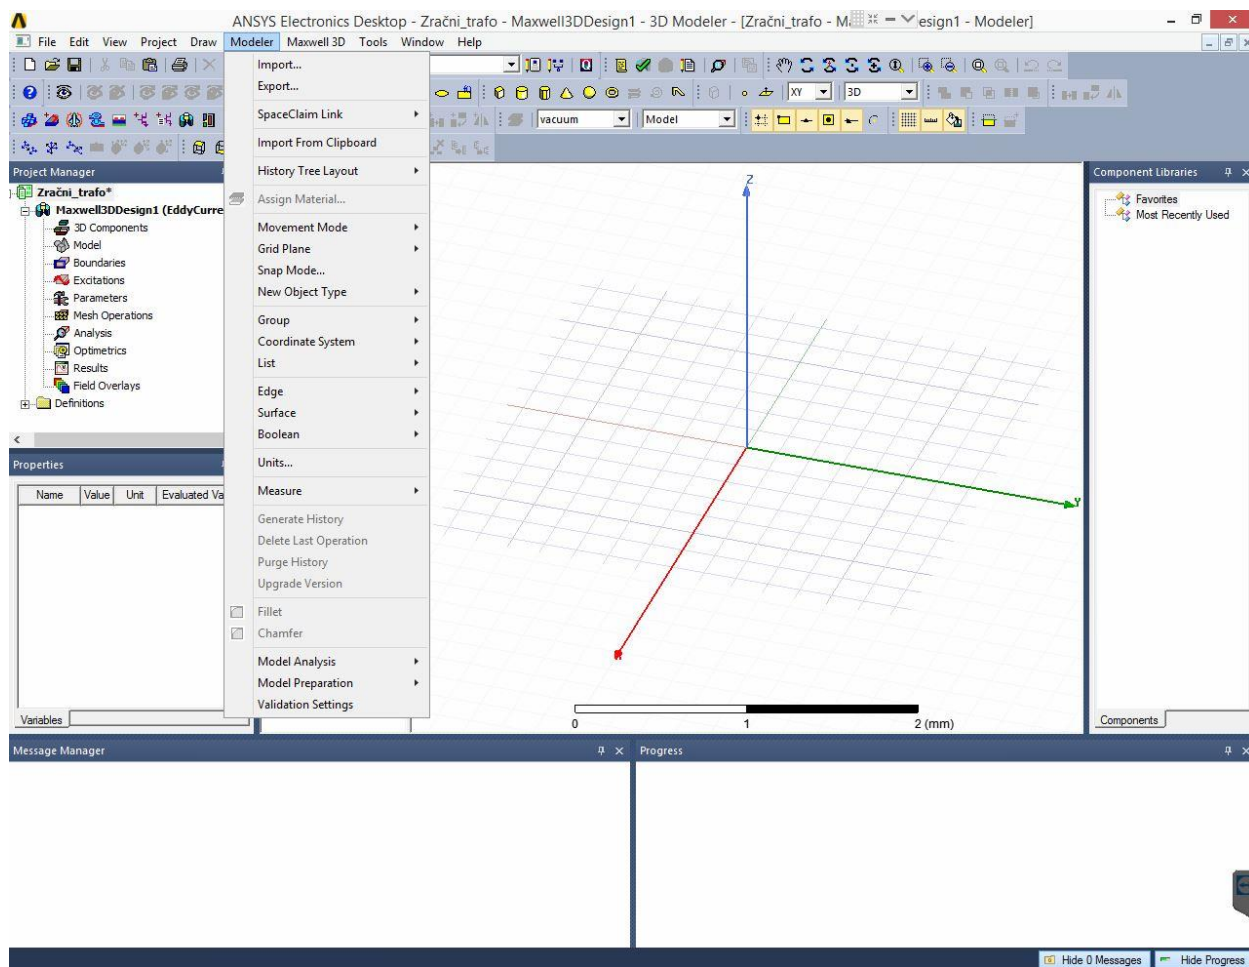 ANSYS Electronics Desktop - Zračni_trafo - Maxwell3DDesign1 - 3D Modeler - [Zračni_trafo - M esign1 - Modeler]
File Edit View Project Draw Modeler Maxwell 3D Tools Window Help
XY 3D
vacuum Model
Project Manager
Zračni_trafo*
Maxwell3DDesign1 (EddyCurre
3D Components
Model
Boundaries
Excitations
Parameters
Mesh Operations
Analysis
Optimetrics
Results
Field Overlays
Definitions
Properties
Name Value Unit Evaluated Va
Variables
Import...
Export...
SpaceClaim Link
Import From Clipboard
History Tree Layout
Assign Material...
Movement Mode
Grid Plane
Snap Mode...
New Object Type
Group
Coordinate System
List
Edge
Surface
Boolean
Units...
Measure
Generate History
Delete Last Operation
Purge History
Upgrade Version
Fillet
Chamfer
Model Analysis
Model Preparation
Validation Settings
Z
Y
0 1 2 (mm)
Component Libraries
Favorites
Most Recently Used
Components
Message Manager
Progress
Hide 0 Messages Hide Progress